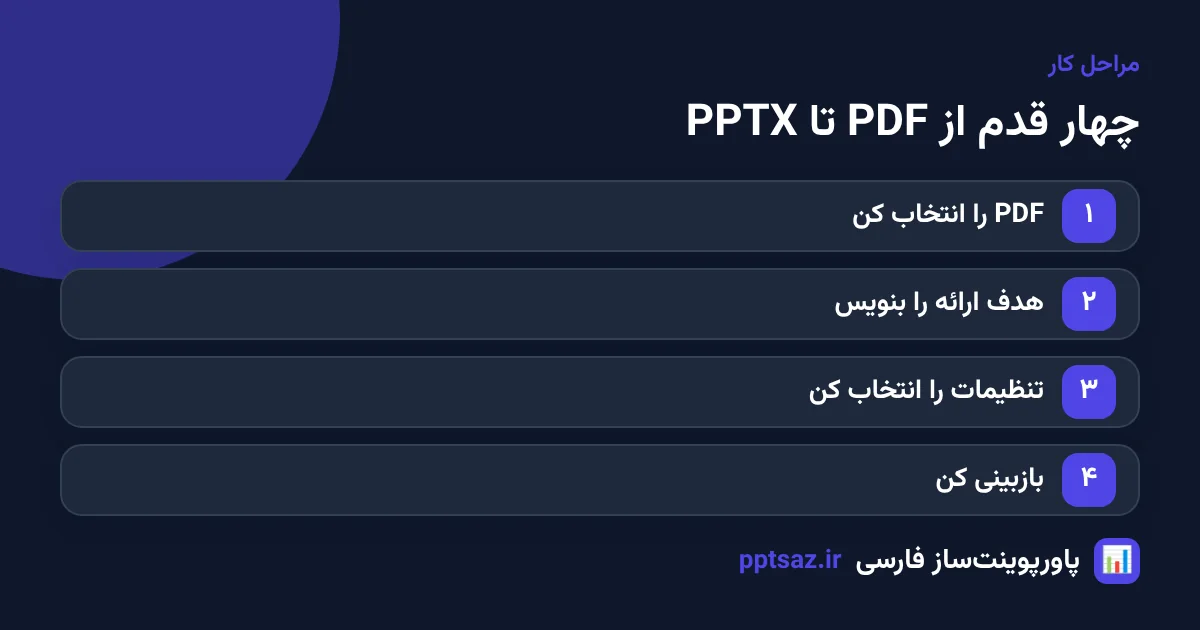 مراحل کار
چهار قدم از PDF تا PPTX
۱ PDF را انتخاب کن
۲ هدف ارائه را بنویس
۳ تنظیمات را انتخاب کن
۴ بازبینی کن
پاورپوینت‌ساز فارسی pptsaz.ir